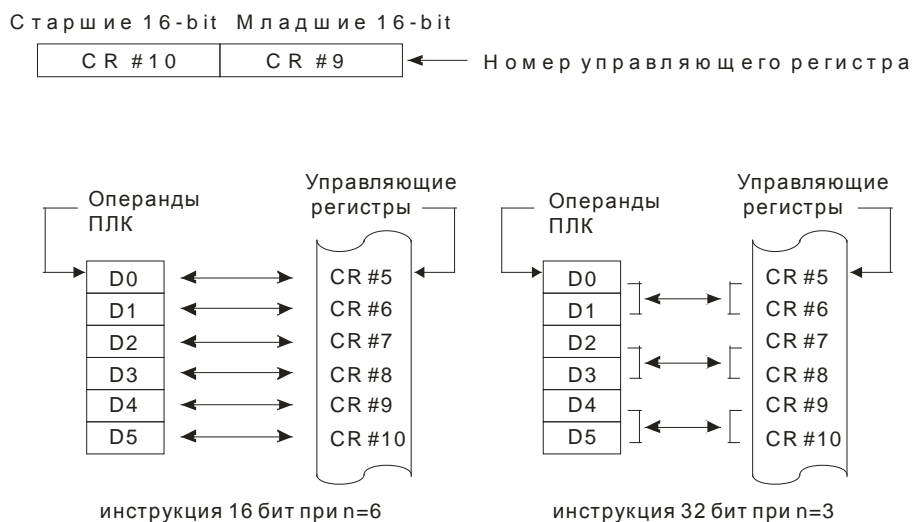 Старшие 16-bit Младшие 16-bit
CR #10 CR #9 Номер управляющего регистра
Операнды ПЛК
Управляющие регистры
D0 CR #5
D1 CR #6
D2 CR #7
D3 CR #8
D4 CR #9
D5 CR #10
инструкция 16 бит при n=6
Операнды ПЛК
Управляющие регистры
D0 CR #5
D1 CR #6
D2 CR #7
D3 CR #8
D4 CR #9
D5 CR #10
инструкция 32 бит при n=3